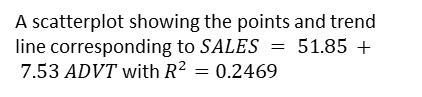 A scatterplot showing the points and trend
line corresponding to SALES = 51.85 +
7.53 ADVT with R² = 0.2469